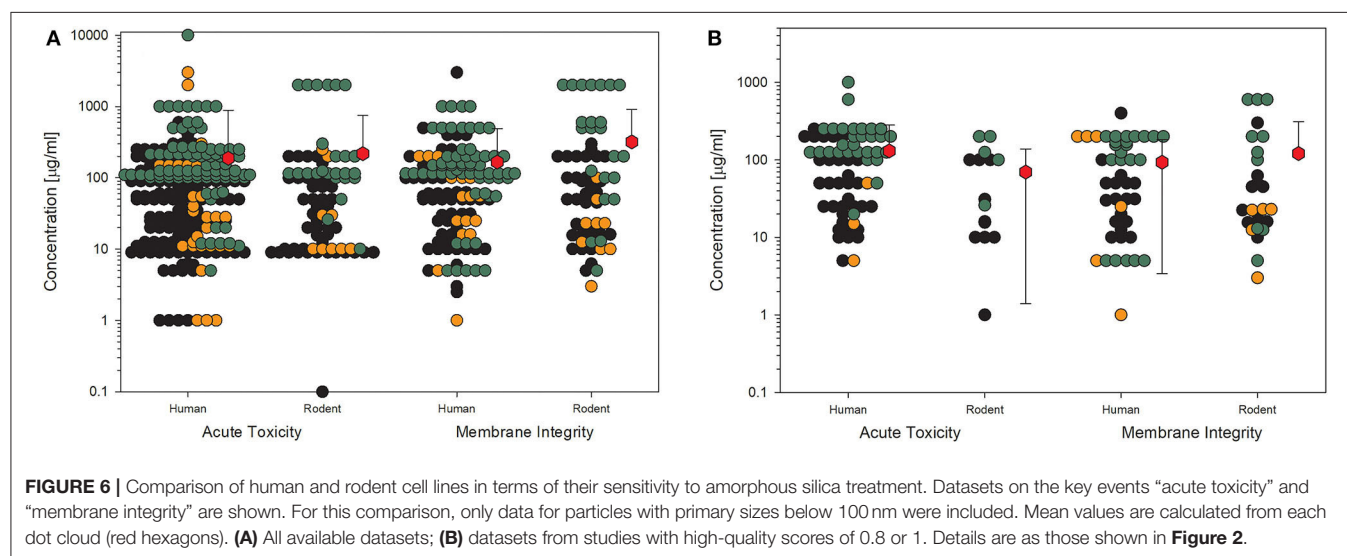 A
10000
1000
100
10
1
0.1
Concentration [µg/ml]
Human
Rodent
Human
Rodent
Acute Toxicity
Membrane Integrity
B
1000
100
10
1
0.1
Concentration [µg/ml]
Human
Rodent
Human
Rodent
Acute Toxicity
Membrane Integrity
FIGURE 6 | Comparison of human and rodent cell lines in terms of their sensitivity to amorphous silica treatment. Datasets on the key events “acute toxicity” and
“membrane integrity” are shown. For this comparison, only data for particles with primary sizes below 100 nm were included. Mean values are calculated from each
dot cloud (red hexagons). (A) All available datasets; (B) datasets from studies with high-quality scores of 0.8 or 1. Details are as those shown in Figure 2.